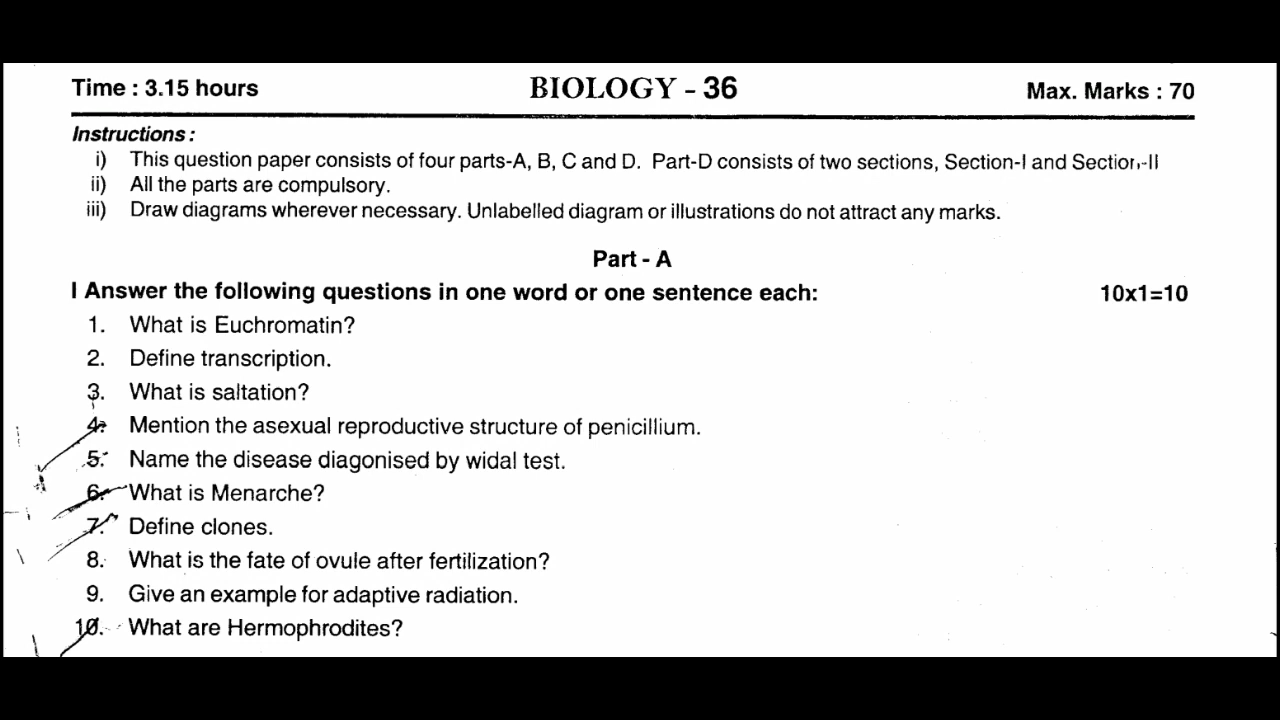 Time : 3.15 hours BIOLOGY - 36 Max. Marks : 70
Instructions :
i) This question paper consists of four parts-A, B, C and D. Part-D consists of two sections, Section-I and Section-II
ii) All the parts are compulsory.
iii) Draw diagrams wherever necessary. Unlabelled diagram or illustrations do not attract any marks.
Part - A
I Answer the following questions in one word or one sentence each: 10x1=10
1. What is Euchromatin?
2. Define transcription.
3. What is saltation?
4. Mention the asexual reproductive structure of penicillium.
5. Name the disease diagonised by widal test.
6. What is Menarche?
7. Define clones.
8. What is the fate of ovule after fertilization?
9. Give an example for adaptive radiation.
10. What are Hermophrodites?